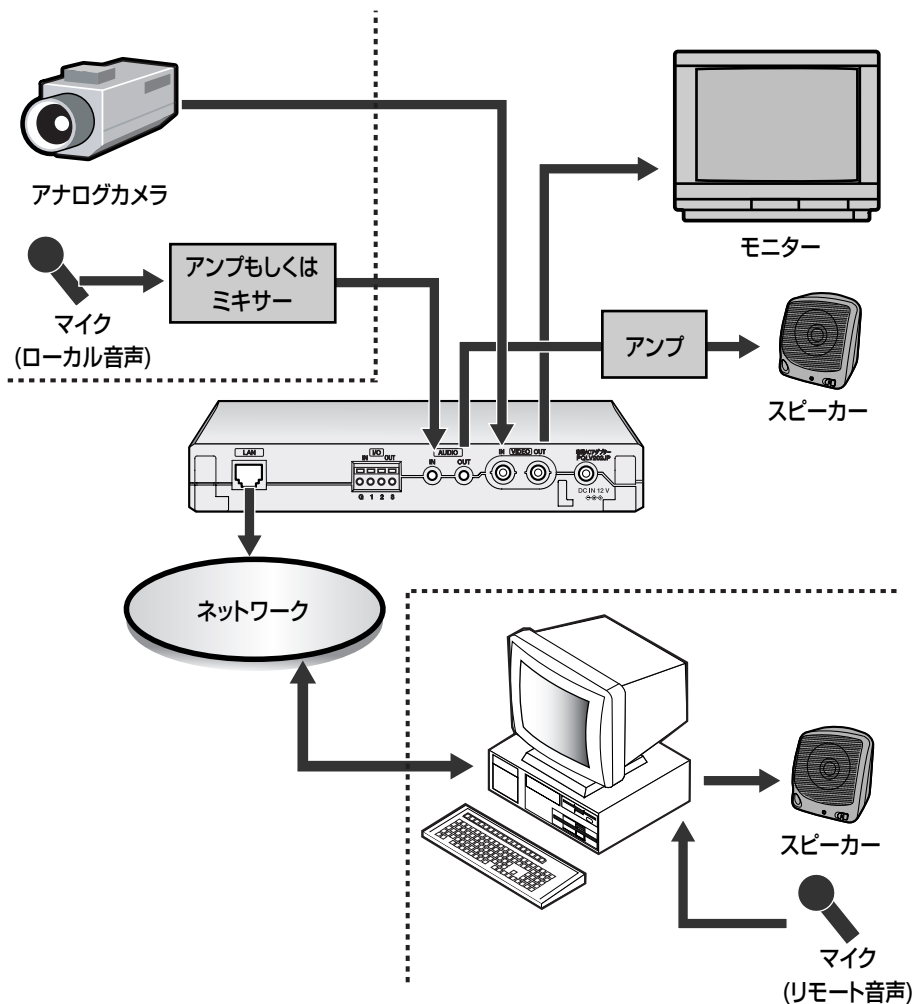 アナログカメラ
マイク
(ローカル音声)
アンプもしくは
ミキサー
モニター
アンプ
スピーカー
LAN
I/O
IN OUT
G 1 2 3
AUDIO
IN OUT
IN VIDEO OUT
DC IN 12 V
ネットワーク
スピーカー
マイク
(リモート音声)